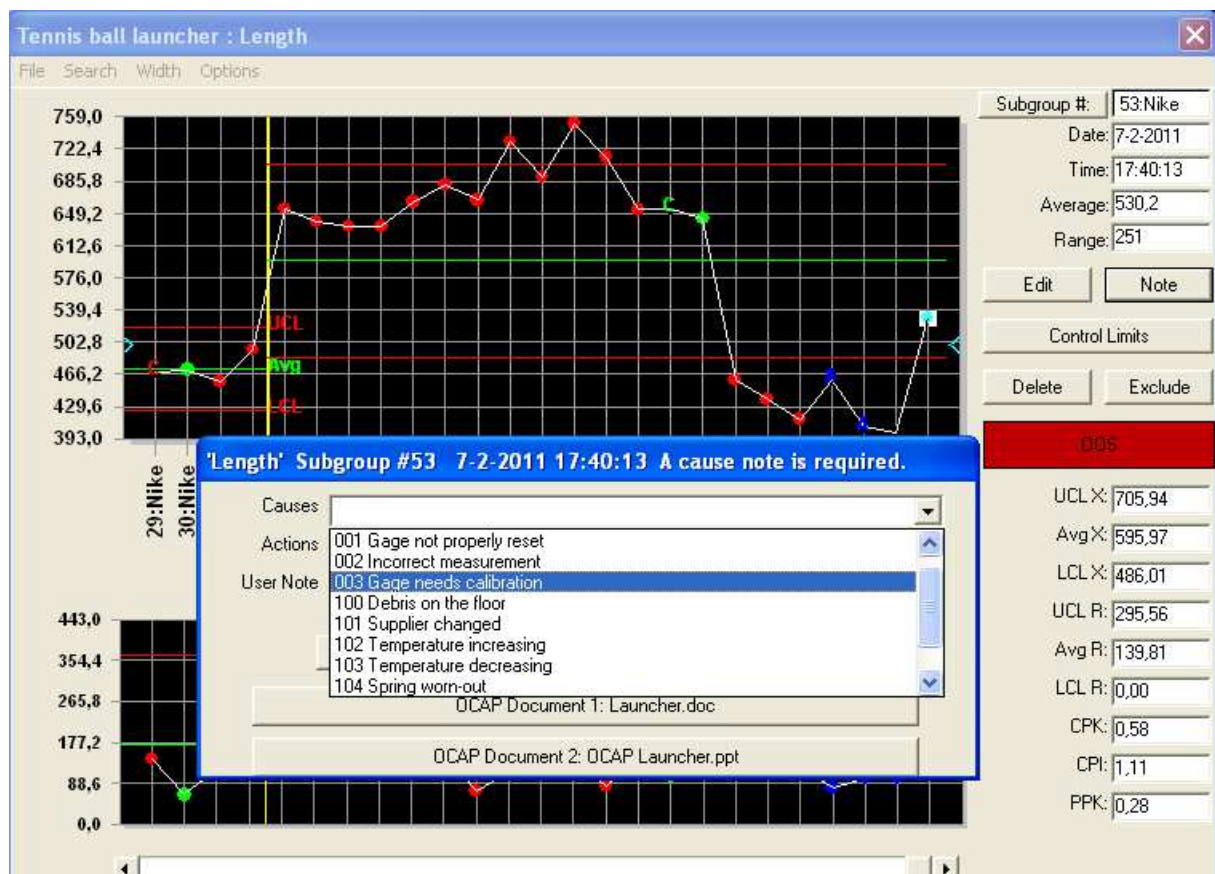 Tennis ball launcher : Length
File Search Width Options
759,0
722,4
685,8
649,2
612,6
576,0
539,4
502,8
466,2
429,6
393,0
UCL
Avg
LCL
C
C
29:Nike
30:Nike
443,0
354,4
265,8
177,2
88,6
0,0
Subgroup #: 53:Nike
Date: 7-2-2011
Time: 17:40:13
Average: 530,2
Range: 251
Edit Note
Control Limits
Delete Exclude
OOS
UCL X: 705,94
Avg X: 595,97
LCL X: 486,01
UCL R: 295,56
Avg R: 139,81
LCL R: 0,00
CPK: 0,58
CPI: 1,11
PPK: 0,28
'Length' Subgroup #53 7-2-2011 17:40:13 A cause note is required.
Causes
Actions
User Note
001 Gage not properly reset
002 Incorrect measurement
003 Gage needs calibration
100 Debris on the floor
101 Supplier changed
102 Temperature increasing
103 Temperature decreasing
104 Spring worn-out
OCAP Document 1: Launcher.doc
OCAP Document 2: OCAP Launcher.ppt